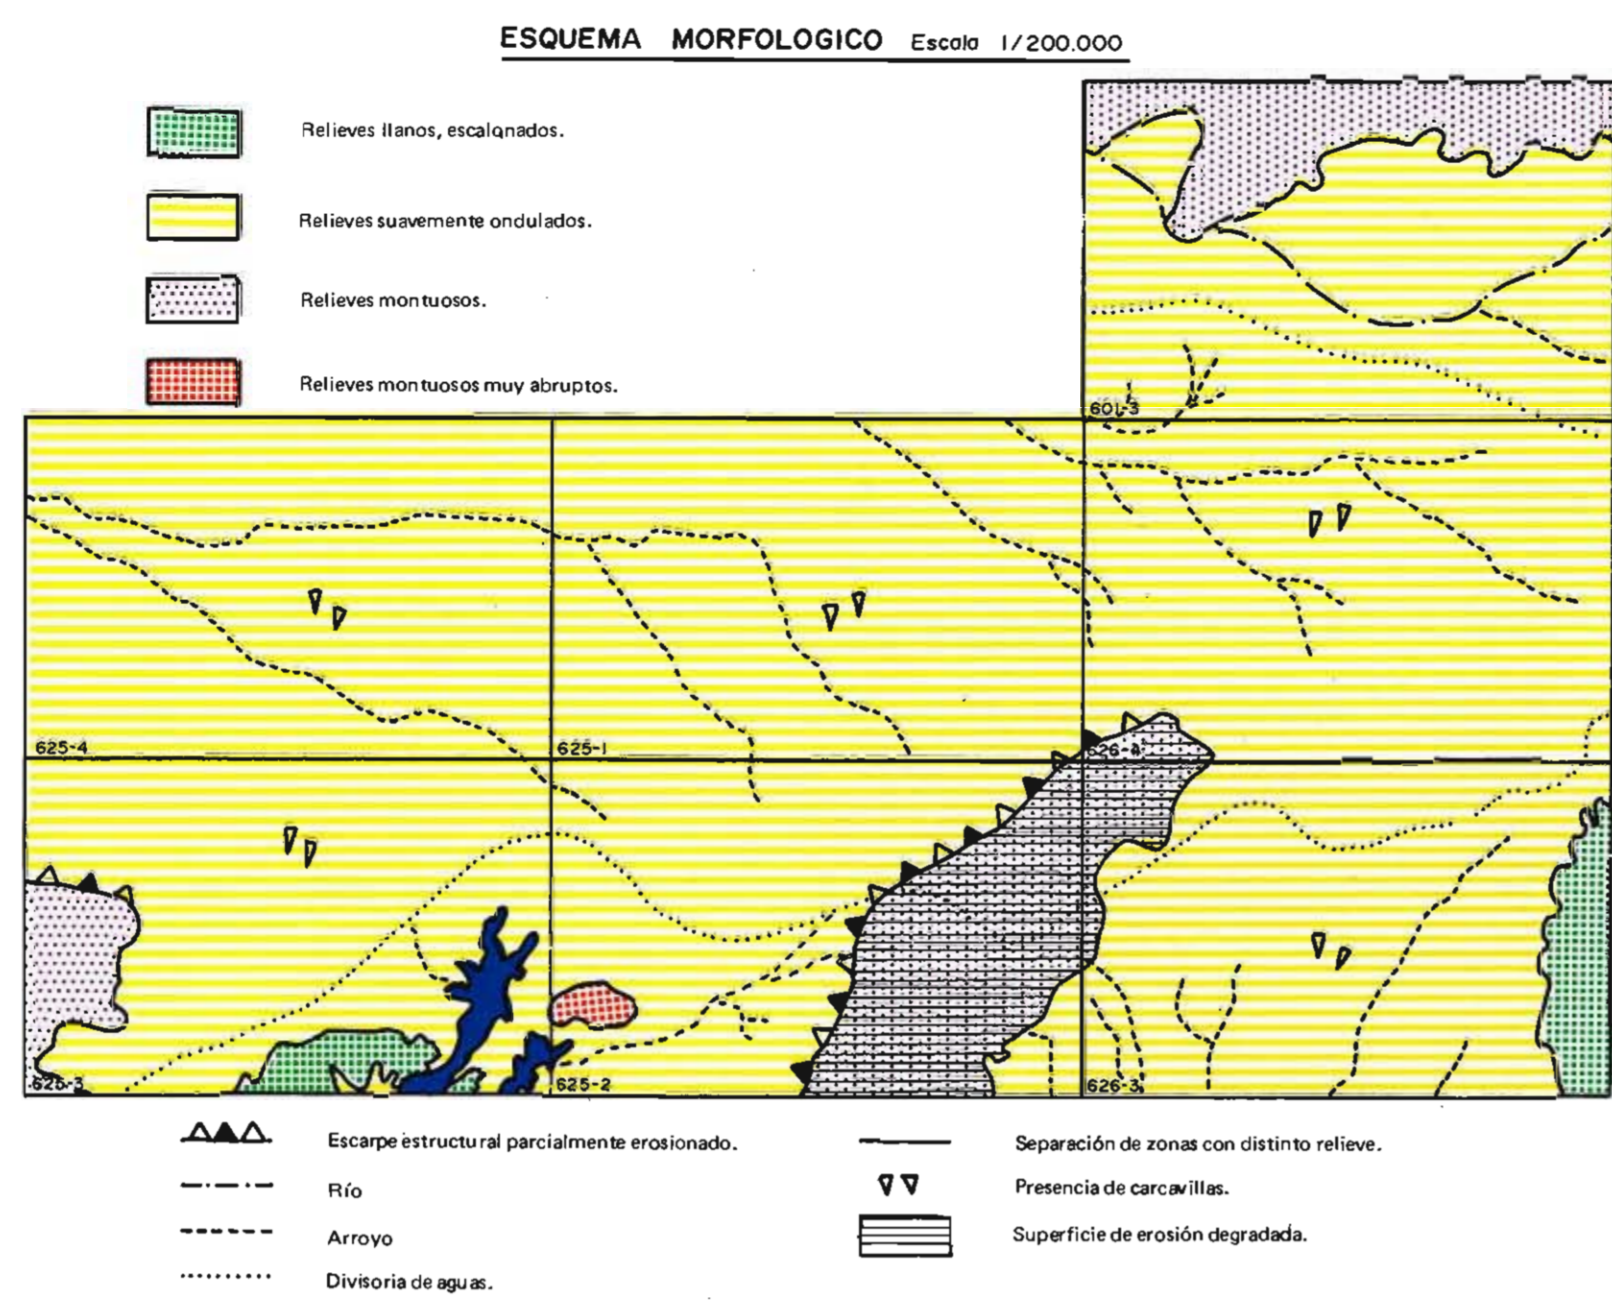 ESQUEMA MORFOLOGICO Escala 1/200.000
Relieves llanos, escalonados.
Relieves suavemente ondulados.
Relieves montuosos.
Relieves montuosos muy abruptos.
601-3
625-4
625-1
626-4
625-3
625-2
626-3
Escarpe estructural parcialmente erosionado.
Río
Arroyo
Divisoria de aguas.
Separación de zonas con distinto relieve.
Presencia de carcavillas.
Superficie de erosión degradada.